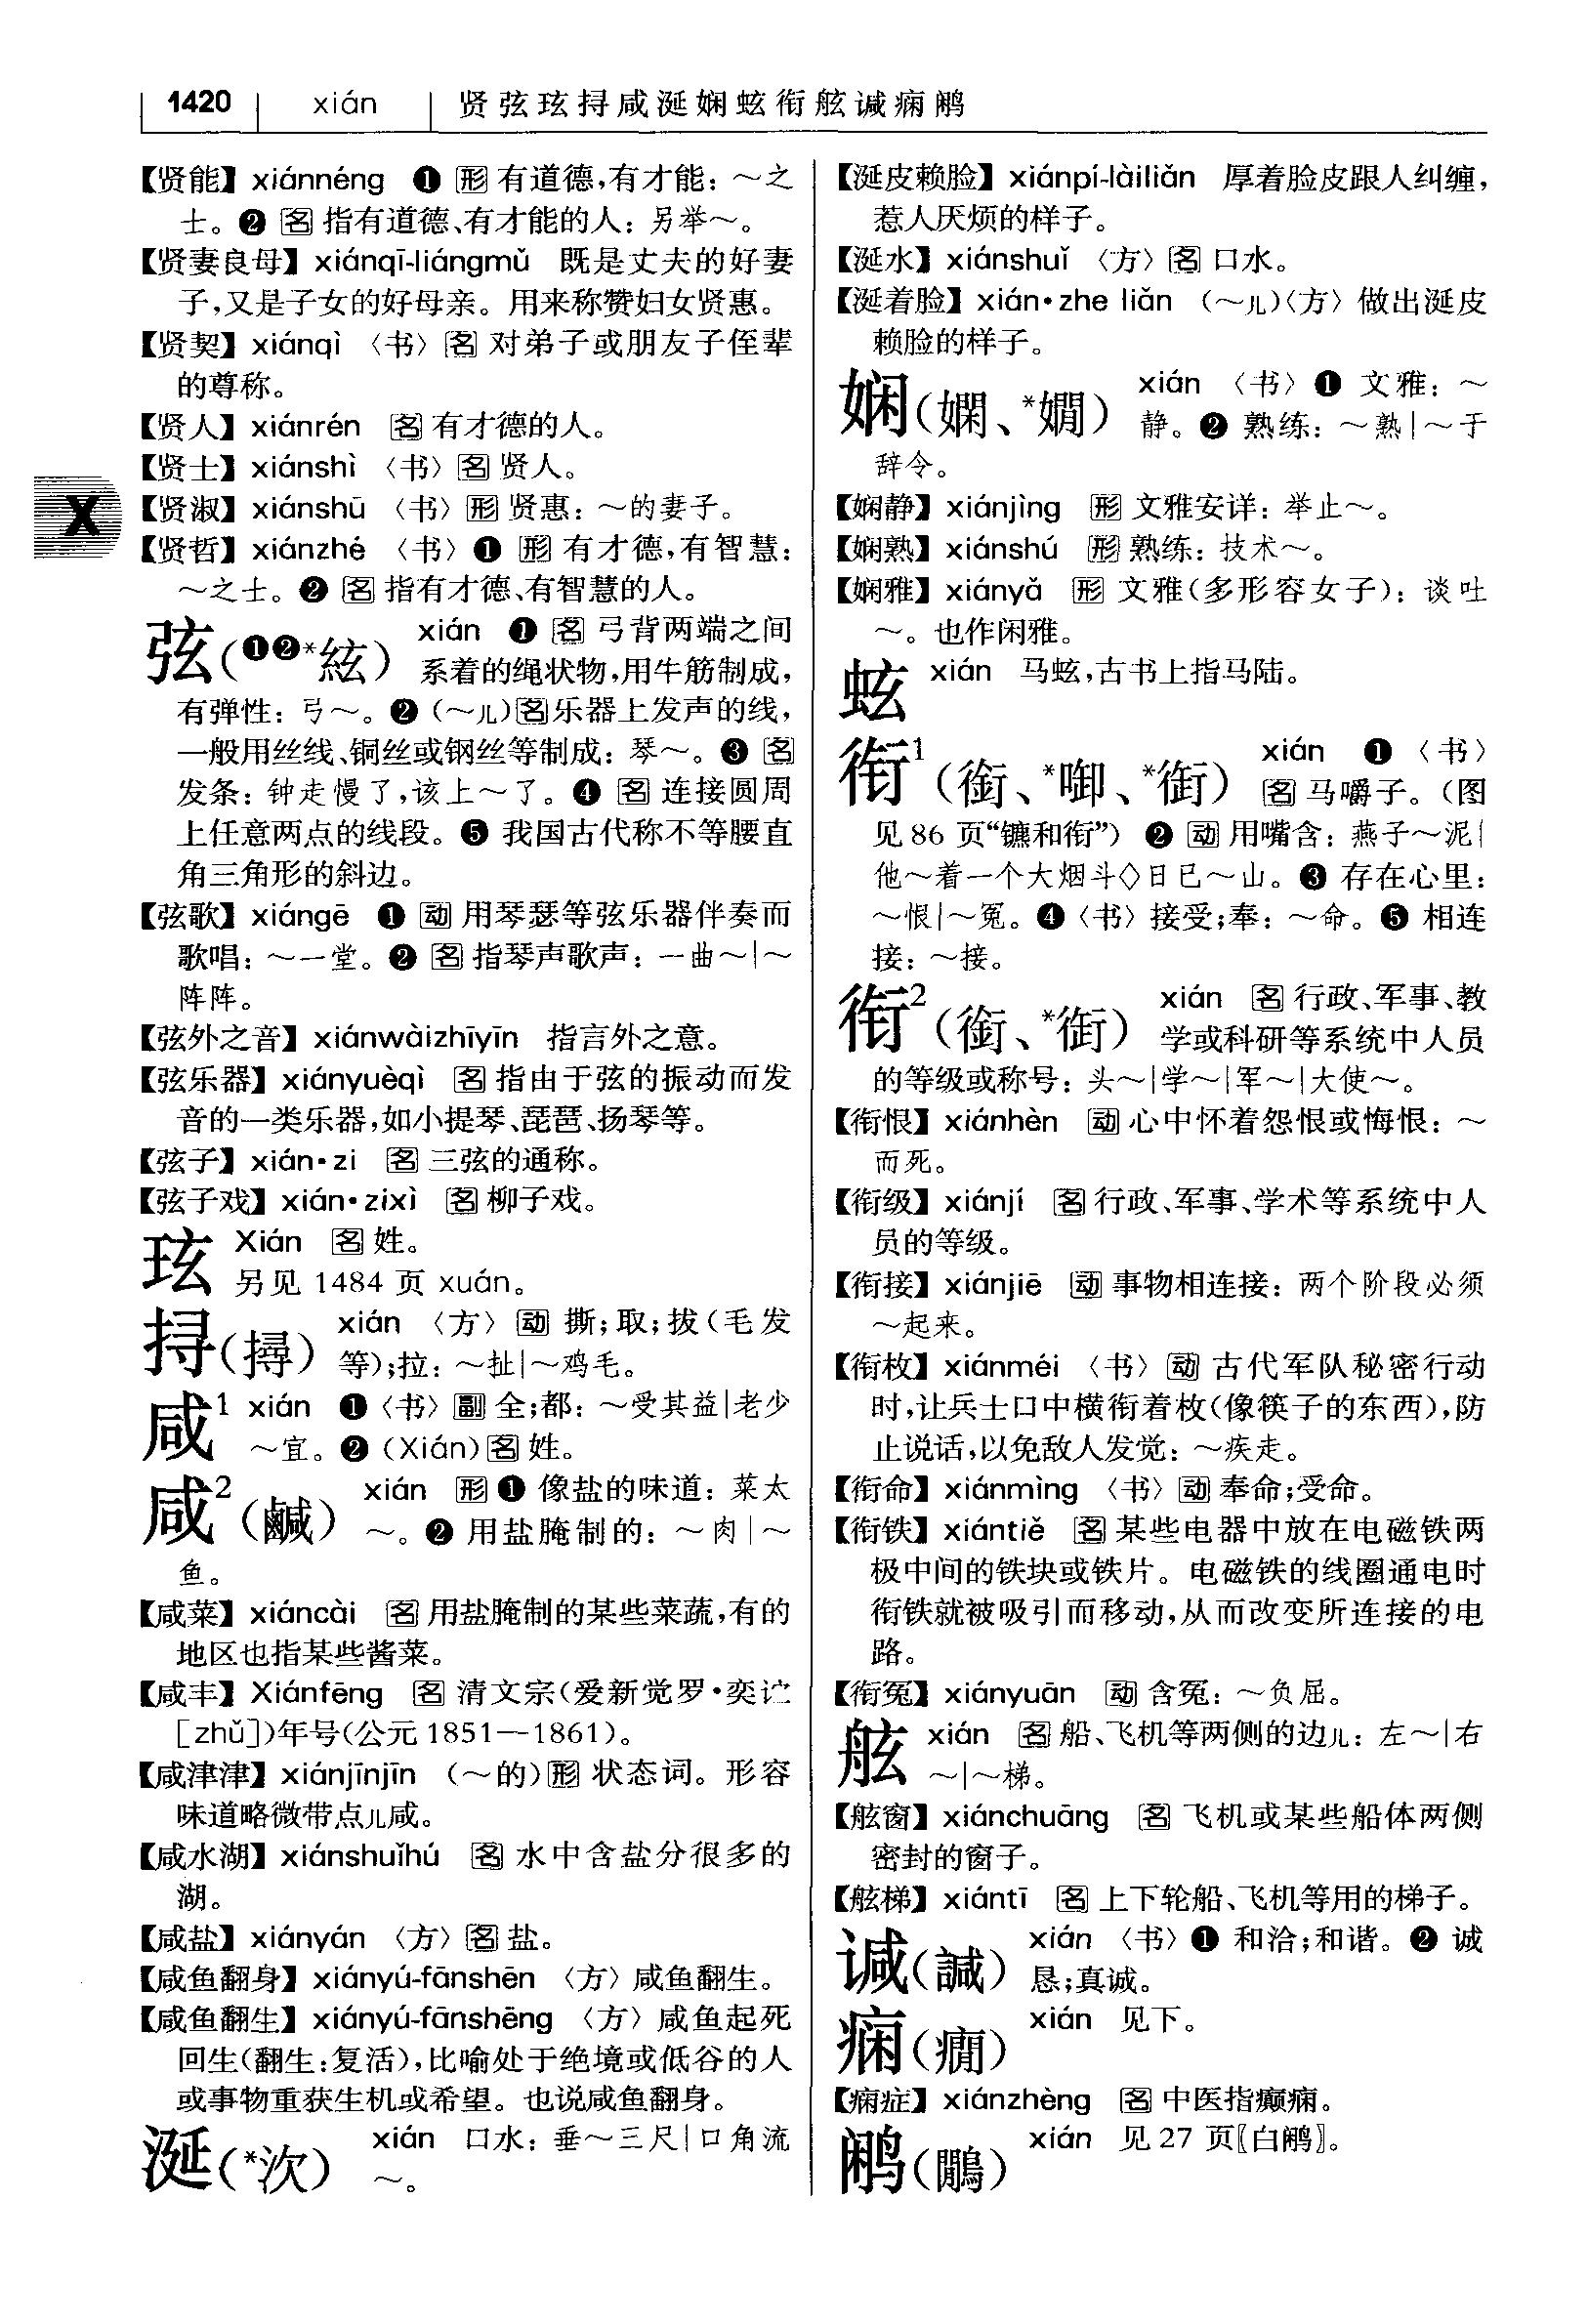 1420 xián 贤弦玹挦咸涎娴蚿衔舷諴痫鹇
【贤能】 xiánnéng ❶ 形 有道德,有才能：～之
士。❷ 名 指有道德、有才能的人：另举～。
【贤妻良母】 xiánqī-liángmǔ 既是丈夫的好妻
子,又是子女的好母亲。用来称赞妇女贤惠。
【贤契】 xiánqì 〈书〉 名 对弟子或朋友子侄辈
的尊称。
【贤人】 xiánrén 名 有才德的人。
【贤士】 xiánshì 〈书〉 名 贤人。
X
【贤淑】 xiánshū 〈书〉 形 贤惠：～的妻子。
【贤哲】 xiánzhé 〈书〉 ❶ 形 有才德,有智慧：
～之士。❷ 名 指有才德、有智慧的人。
弦(❶❷*絃) xián ❶ 名 弓背两端之间
系着的绳状物,用牛筋制成,
有弹性：弓～。❷ (～儿) 名 乐器上发声的线,
一般用丝线、铜丝或钢丝等制成：琴～。❸ 名
发条：钟走慢了,该上～了。❹ 名 连接圆周
上任意两点的线段。❺ 我国古代称不等腰直
角三角形的斜边。
【弦歌】 xiángē ❶ 动 用琴瑟等弦乐器伴奏而
歌唱：～一堂。❷ 名 指琴声歌声：一曲～|～
阵阵。
【弦外之音】 xiánwàizhīyīn 指言外之意。
【弦乐器】 xiányuèqì 名 指由于弦的振动而发
音的一类乐器,如小提琴、琵琶、扬琴等。
【弦子】 xián·zi 名 三弦的通称。
【弦子戏】 xián·zixì 名 柳子戏。
玹 Xián 名 姓。
另见 1484 页 xuán。
挦(撏) xián 〈方〉 动 撕;取;拔(毛发
等);拉：～扯|～鸡毛。
咸¹ xián ❶〈书〉 副 全;都：～受其益|老少
～宜。❷ (Xián) 名 姓。
咸²(鹹) xián 形 ❶ 像盐的味道：菜太
～。❷ 用盐腌制的：～肉|～
鱼。
【咸菜】 xiáncài 名 用盐腌制的某些菜蔬,有的
地区也指某些酱菜。
【咸丰】 Xiánfēng 名 清文宗(爱新觉罗·奕詝
[zhǔ])年号(公元 1851—1861)。
【咸津津】 xiánjīnjīn (～的) 形 状态词。形容
味道略微带点儿咸。
【咸水湖】 xiánshuǐhú 名 水中含盐分很多的
湖。
【咸盐】 xiányán 〈方〉 名 盐。
【咸鱼翻身】 xiányú-fānshēn 〈方〉 咸鱼翻生。
【咸鱼翻生】 xiányú-fānshēng 〈方〉 咸鱼起死
回生(翻生:复活),比喻处于绝境或低谷的人
或事物重获生机或希望。也说咸鱼翻身。
涎(*㳄) xián 口水：垂～三尺|口角流
～。
【涎皮赖脸】 xiánpí-làiliǎn 厚着脸皮跟人纠缠,
惹人厌烦的样子。
【涎水】 xiánshuǐ 〈方〉 名 口水。
【涎着脸】 xián·zhe liǎn (～儿)〈方〉 做出涎皮
赖脸的样子。
娴(嫻、*嫺) xián 〈书〉 ❶ 文雅：～
静。❷ 熟练：～熟|～于
辞令。
【娴静】 xiánjìng 形 文雅安详：举止～。
【娴熟】 xiánshú 形 熟练：技术～。
【娴雅】 xiányǎ 形 文雅(多形容女子)：谈吐
～。也作闲雅。
蚿 xián 马蚿,古书上指马陆。
衔¹(銜、*啣、*衘) xián ❶ 〈书〉
名 马嚼子。(图
见 86 页“镳和衔”) ❷ 动 用嘴含：燕子～泥|
他～着一个大烟斗◇日已～山。❸ 存在心里：
～恨|～冤。❹〈书〉接受;奉：～命。❺ 相连
接：～接。
衔²(銜、*衘) xián 名 行政、军事、教
学或科研等系统中人员
的等级或称号：头～|学～|军～|大使～。
【衔恨】 xiánhèn 动 心中怀着怨恨或悔恨：～
而死。
【衔级】 xiánjí 名 行政、军事、学术等系统中人
员的等级。
【衔接】 xiánjiē 动 事物相连接：两个阶段必须
～起来。
【衔枚】 xiánméi 〈书〉 动 古代军队秘密行动
时,让兵士口中横衔着枚(像筷子的东西),防
止说话,以免敌人发觉：～疾走。
【衔命】 xiánmìng 〈书〉 动 奉命;受命。
【衔铁】 xiántiě 名 某些电器中放在电磁铁两
极中间的铁块或铁片。电磁铁的线圈通电时
衔铁就被吸引而移动,从而改变所连接的电
路。
【衔冤】 xiányuān 动 含冤：～负屈。
舷 xián 名 船、飞机等两侧的边儿：左～|右
～|～梯。
【舷窗】 xiánchuāng 名 飞机或某些船体两侧
密封的窗子。
【舷梯】 xiántī 名 上下轮船、飞机等用的梯子。
諴(諴) xián 〈书〉❶ 和洽;和谐。❷ 诚
恳;真诚。
痫(癇) xián 见下。
【痫症】 xiánzhèng 名 中医指癫痫。
鹇(鷴) xián 见 27 页〖白鹇〗。